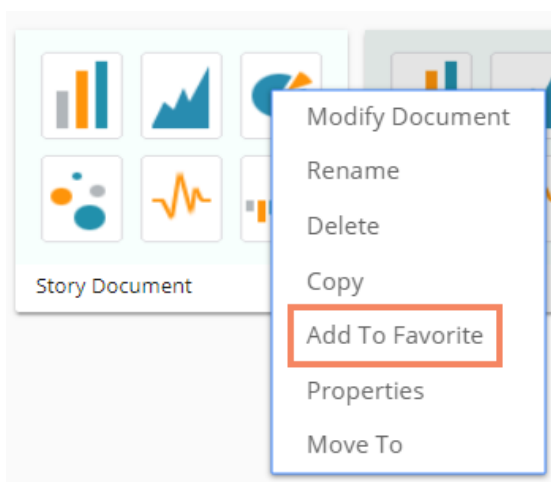 Modify Document
Rename
Delete
Story Document
Copy
Add To Favorite
Properties
Move To